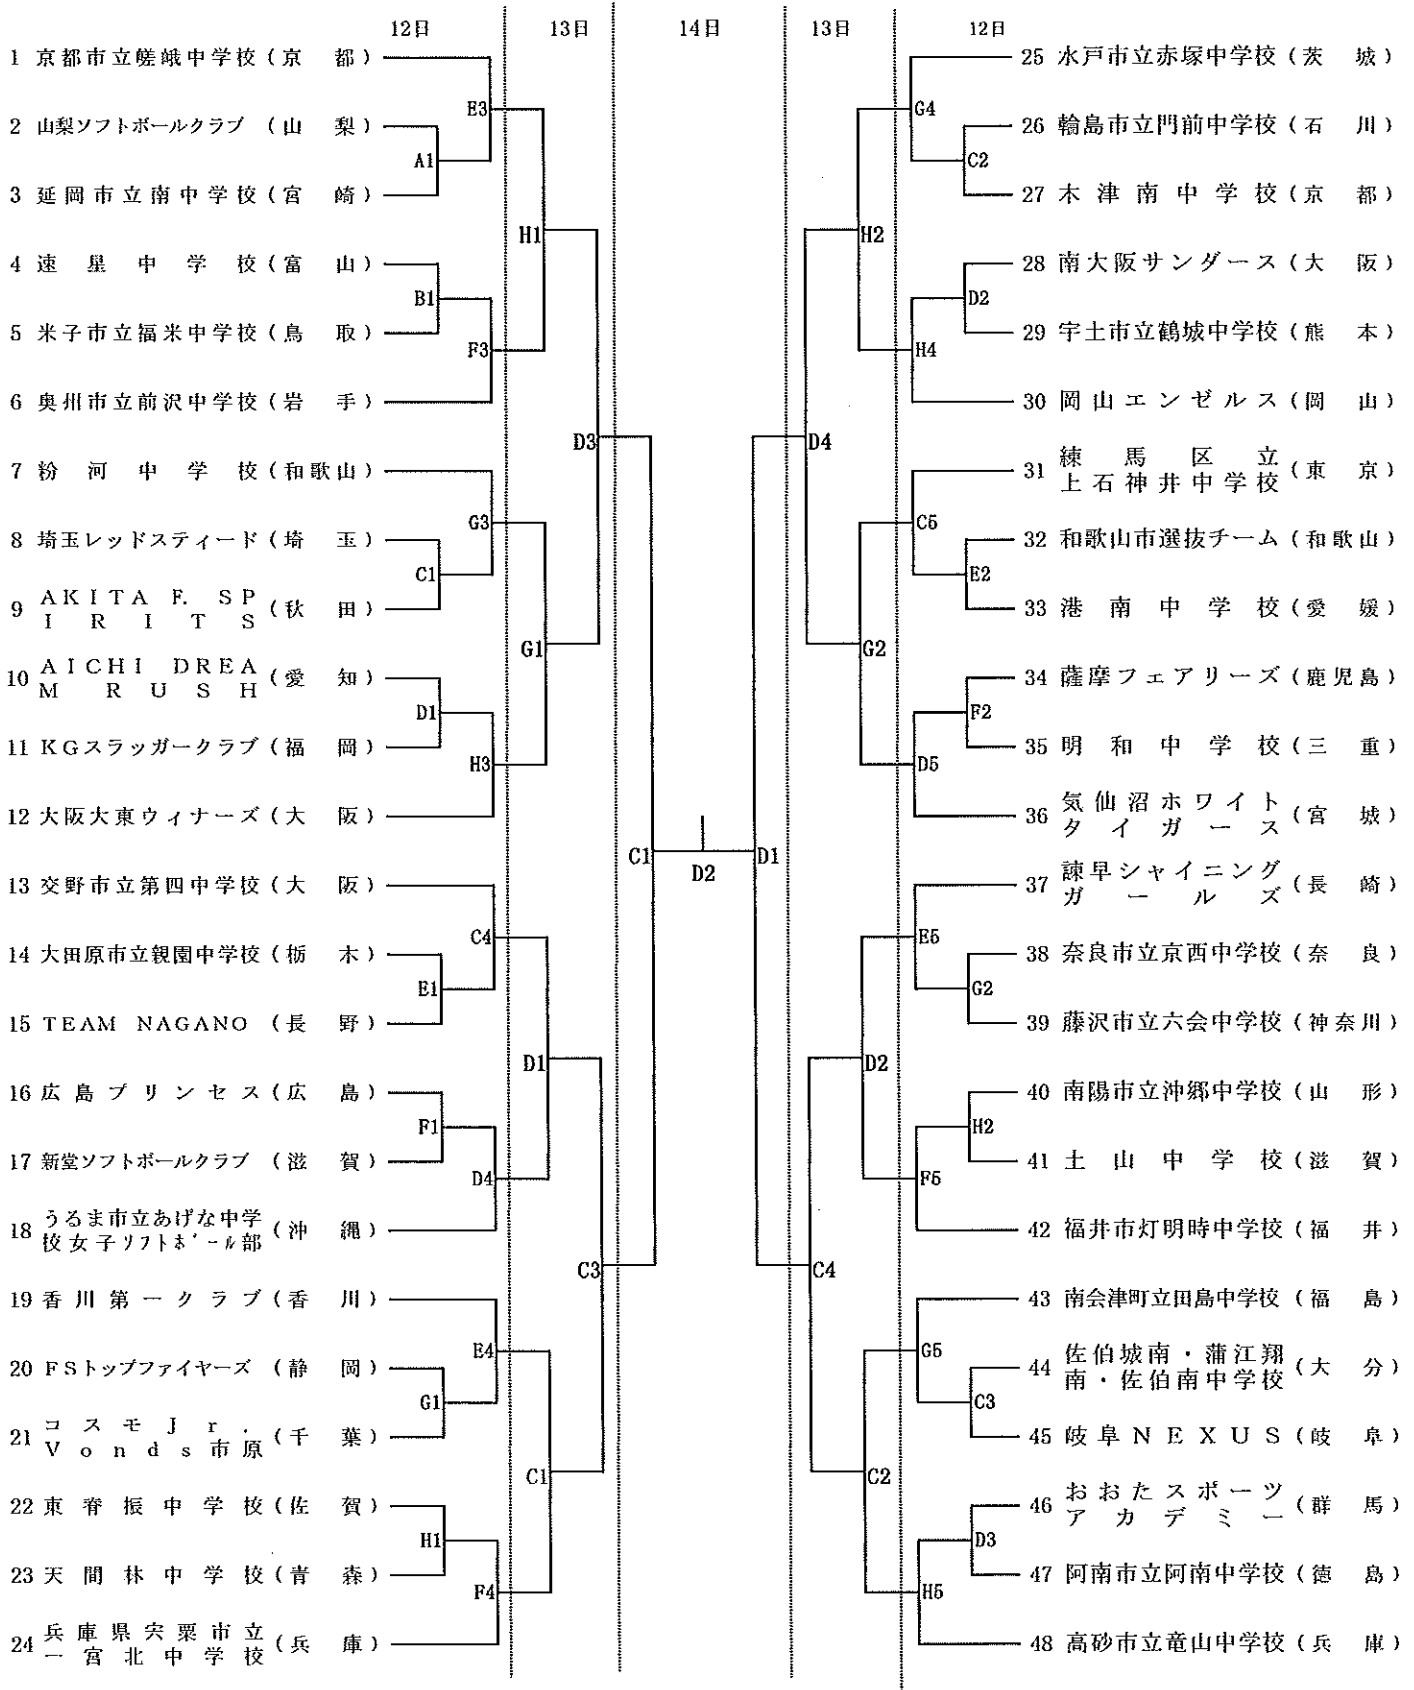 12日 13日 14日 13日 12日
1 京都市立嵯峨中学校 (京 都)
E3
2 山梨ソフトボールクラブ (山 梨)
A1
3 延岡市立南中学校 (宮 崎)
H1
4 速星中学校 (富 山)
B1
5 米子市立福米中学校 (鳥 取)
F3
6 奥州市立前沢中学校 (岩 手)
D3
7 粉河中学校 (和歌山)
G3
8 埼玉レッドスティード (埼 玉)
C1
9 AKITA F. SP
IRITS (秋 田)
G1
10 AICHI DREA
M RUSH (愛 知)
D1
11 KGスラッガークラブ (福 岡)
H3
12 大阪大東ウィナーズ (大 阪)
C1
D2
D1
13 交野市立第四中学校 (大 阪)
C4
14 大田原市立親園中学校 (栃 木)
E1
15 TEAM NAGANO (長 野)
D1
16 広島プリンセス (広 島)
F1
17 新堂ソフトボールクラブ (滋 賀)
D4
18 うるま市立あげな中学
校女子ソフトボール部 (沖 縄)
C3
19 香川第一クラブ (香 川)
E4
20 FSトップファイヤーズ (静 岡)
G1
21 コスモJr.
Vonds市原 (千 葉)
C1
22 東脊振中学校 (佐 賀)
H1
23 天間林中学校 (青 森)
F4
24 兵庫県宍粟市立
一宮北中学校 (兵 庫)
25 水戸市立赤塚中学校 (茨 城)
G4
26 輪島市立門前中学校 (石 川)
C2
27 木津南中学校 (京 都)
H2
28 南大阪サンダース (大 阪)
D2
29 宇土市立鶴城中学校 (熊 本)
H4
30 岡山エンゼルス (岡 山)
D4
31 練馬区立
上石神井中学校 (東 京)
C5
32 和歌山市選抜チーム (和歌山)
E2
33 港南中学校 (愛 媛)
G2
34 薩摩フェアリーズ (鹿児島)
F2
35 明和中学校 (三 重)
D5
36 気仙沼ホワイト
タイガース (宮 城)
37 諫早シャイニング
ガールズ (長 崎)
E5
38 奈良市立京西中学校 (奈 良)
G2
39 藤沢市立六会中学校 (神奈川)
D2
40 南陽市立沖郷中学校 (山 形)
H2
41 土山中学校 (滋 賀)
F5
42 福井市灯明時中学校 (福 井)
C4
43 南会津町立田島中学校 (福 島)
G5
44 佐伯城南・蒲江翔
南・佐伯南中学校 (大 分)
C3
45 岐阜NEXUS (岐 阜)
C2
46 おおたスポーツ
アカデミー (群 馬)
D3
47 阿南市立阿南中学校 (徳 島)
H5
48 高砂市立竜山中学校 (兵 庫)